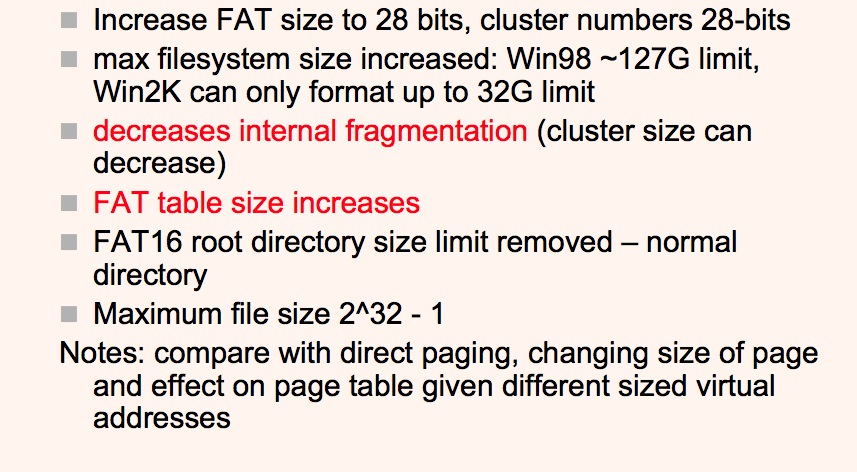 Increase FAT size to 28 bits, cluster numbers 28-bits
max filesystem size increased: Win98 ~127G limit,
Win2K can only format up to 32G limit
decreases internal fragmentation (cluster size can
decrease)
FAT table size increases
FAT16 root directory size limit removed – normal
directory
Maximum file size 2^32 - 1
Notes: compare with direct paging, changing size of page
and effect on page table given different sized virtual
addresses